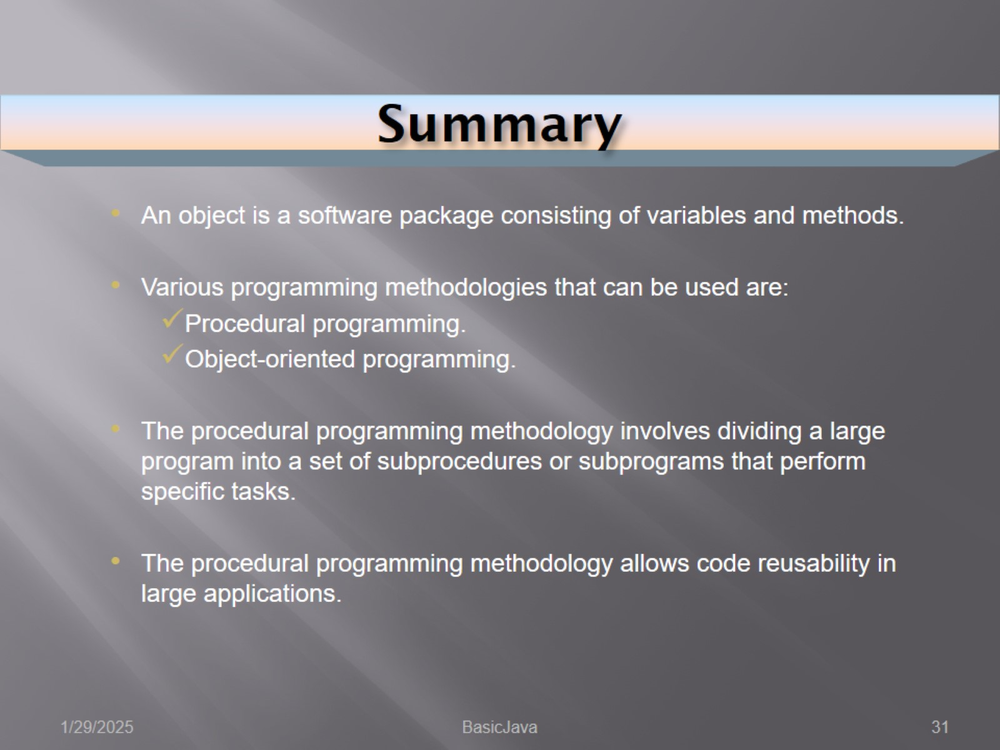 Summary
• An object is a software package consisting of variables and methods.
• Various programming methodologies that can be used are:
✓Procedural programming.
✓Object-oriented programming.
• The procedural programming methodology involves dividing a large
program into a set of subprocedures or subprograms that perform
specific tasks.
• The procedural programming methodology allows code reusability in
large applications.
1/29/2025
BasicJava
31